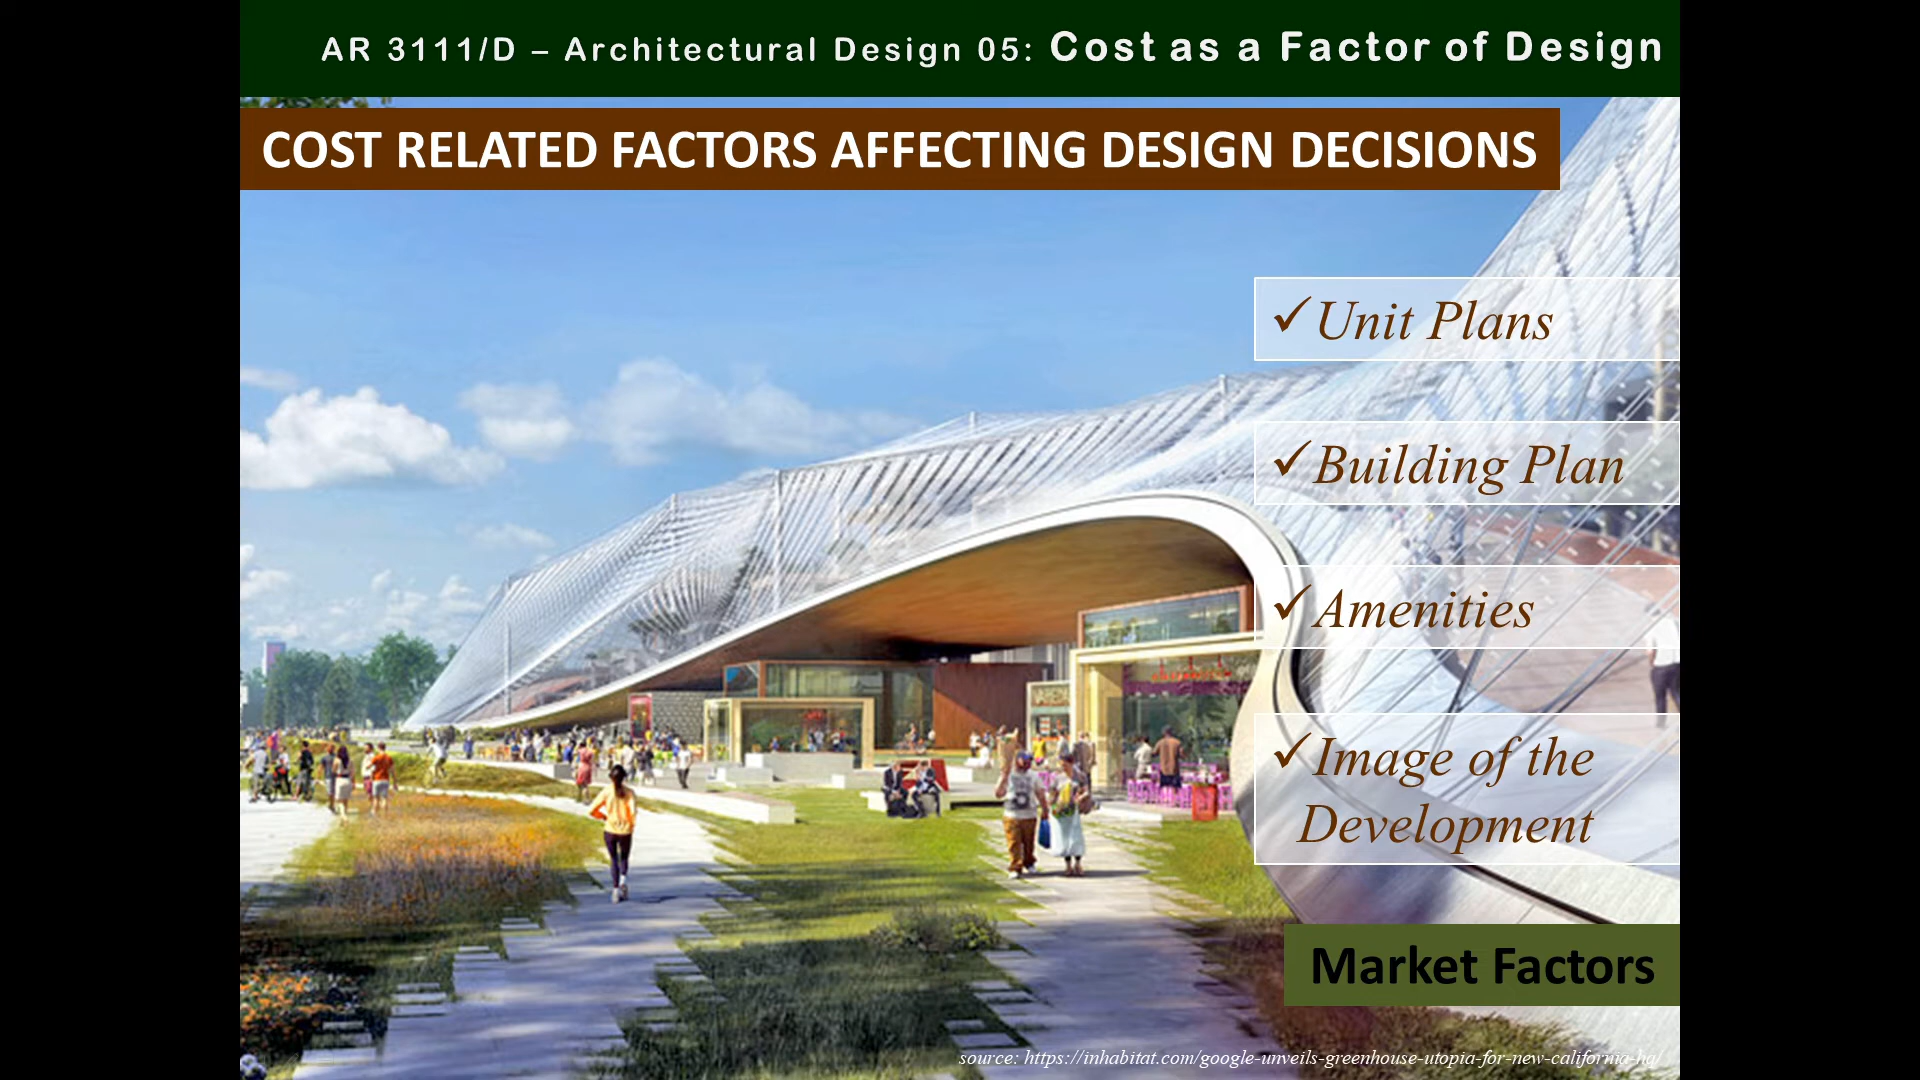 AR 3111/D – Architectural Design 05: Cost as a Factor of Design
COST RELATED FACTORS AFFECTING DESIGN DECISIONS
✓Unit Plans
✓Building Plan
✓Amenities
✓Image of the
Development
Market Factors
source: https://inhabitat.com/google-unveils-greenhouse-utopia-for-new-california-hq/